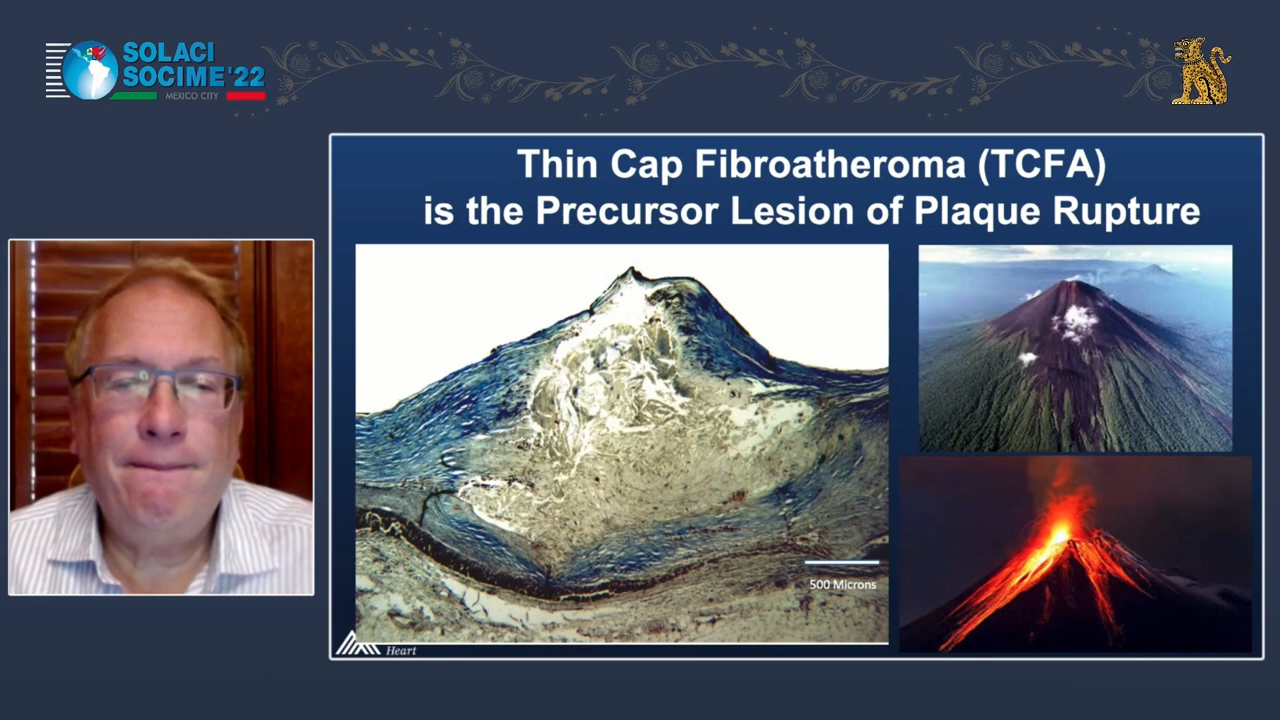 SOLACI
SOCIME'22
MEXICO CITY
Thin Cap Fibroatheroma (TCFA)
is the Precursor Lesion of Plaque Rupture
500 Microns
Heart